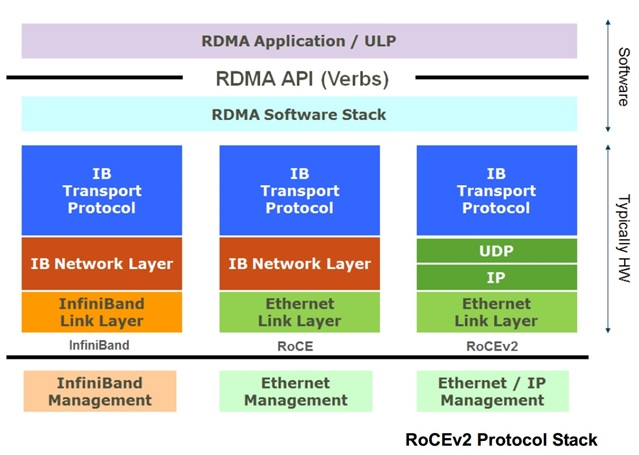 RDMA Application / ULP
RDMA API (Verbs)
RDMA Software Stack
Software
IB
Transport
Protocol
IB
Transport
Protocol
IB
Transport
Protocol
Typically HW
IB Network Layer
IB Network Layer
UDP
IP
InfiniBand
Link Layer
Ethernet
Link Layer
Ethernet
Link Layer
InfiniBand
RoCE
RoCEv2
InfiniBand
Management
Ethernet
Management
Ethernet / IP
Management
RoCEv2 Protocol Stack